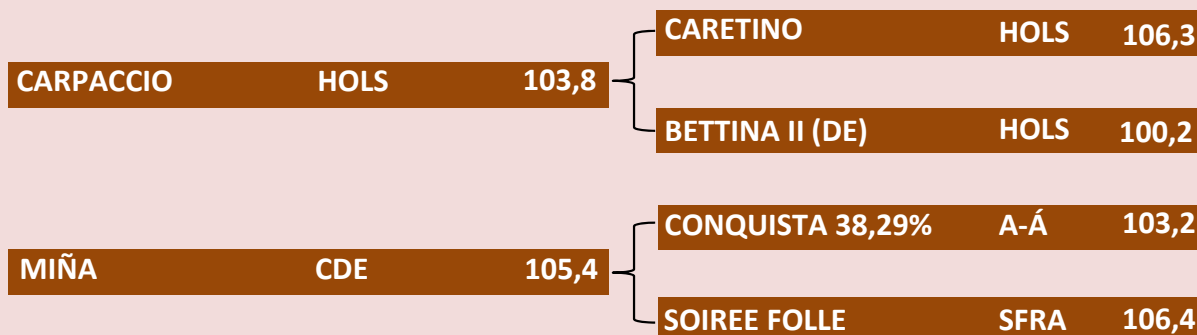 CARETINO HOLS 106,3
CARPACCIO HOLS 103,8
BETTINA II (DE) HOLS 100,2
CONQUISTA 38,29% A-Á 103,2
MIÑA CDE 105,4
SOIREE FOLLE SFRA 106,4